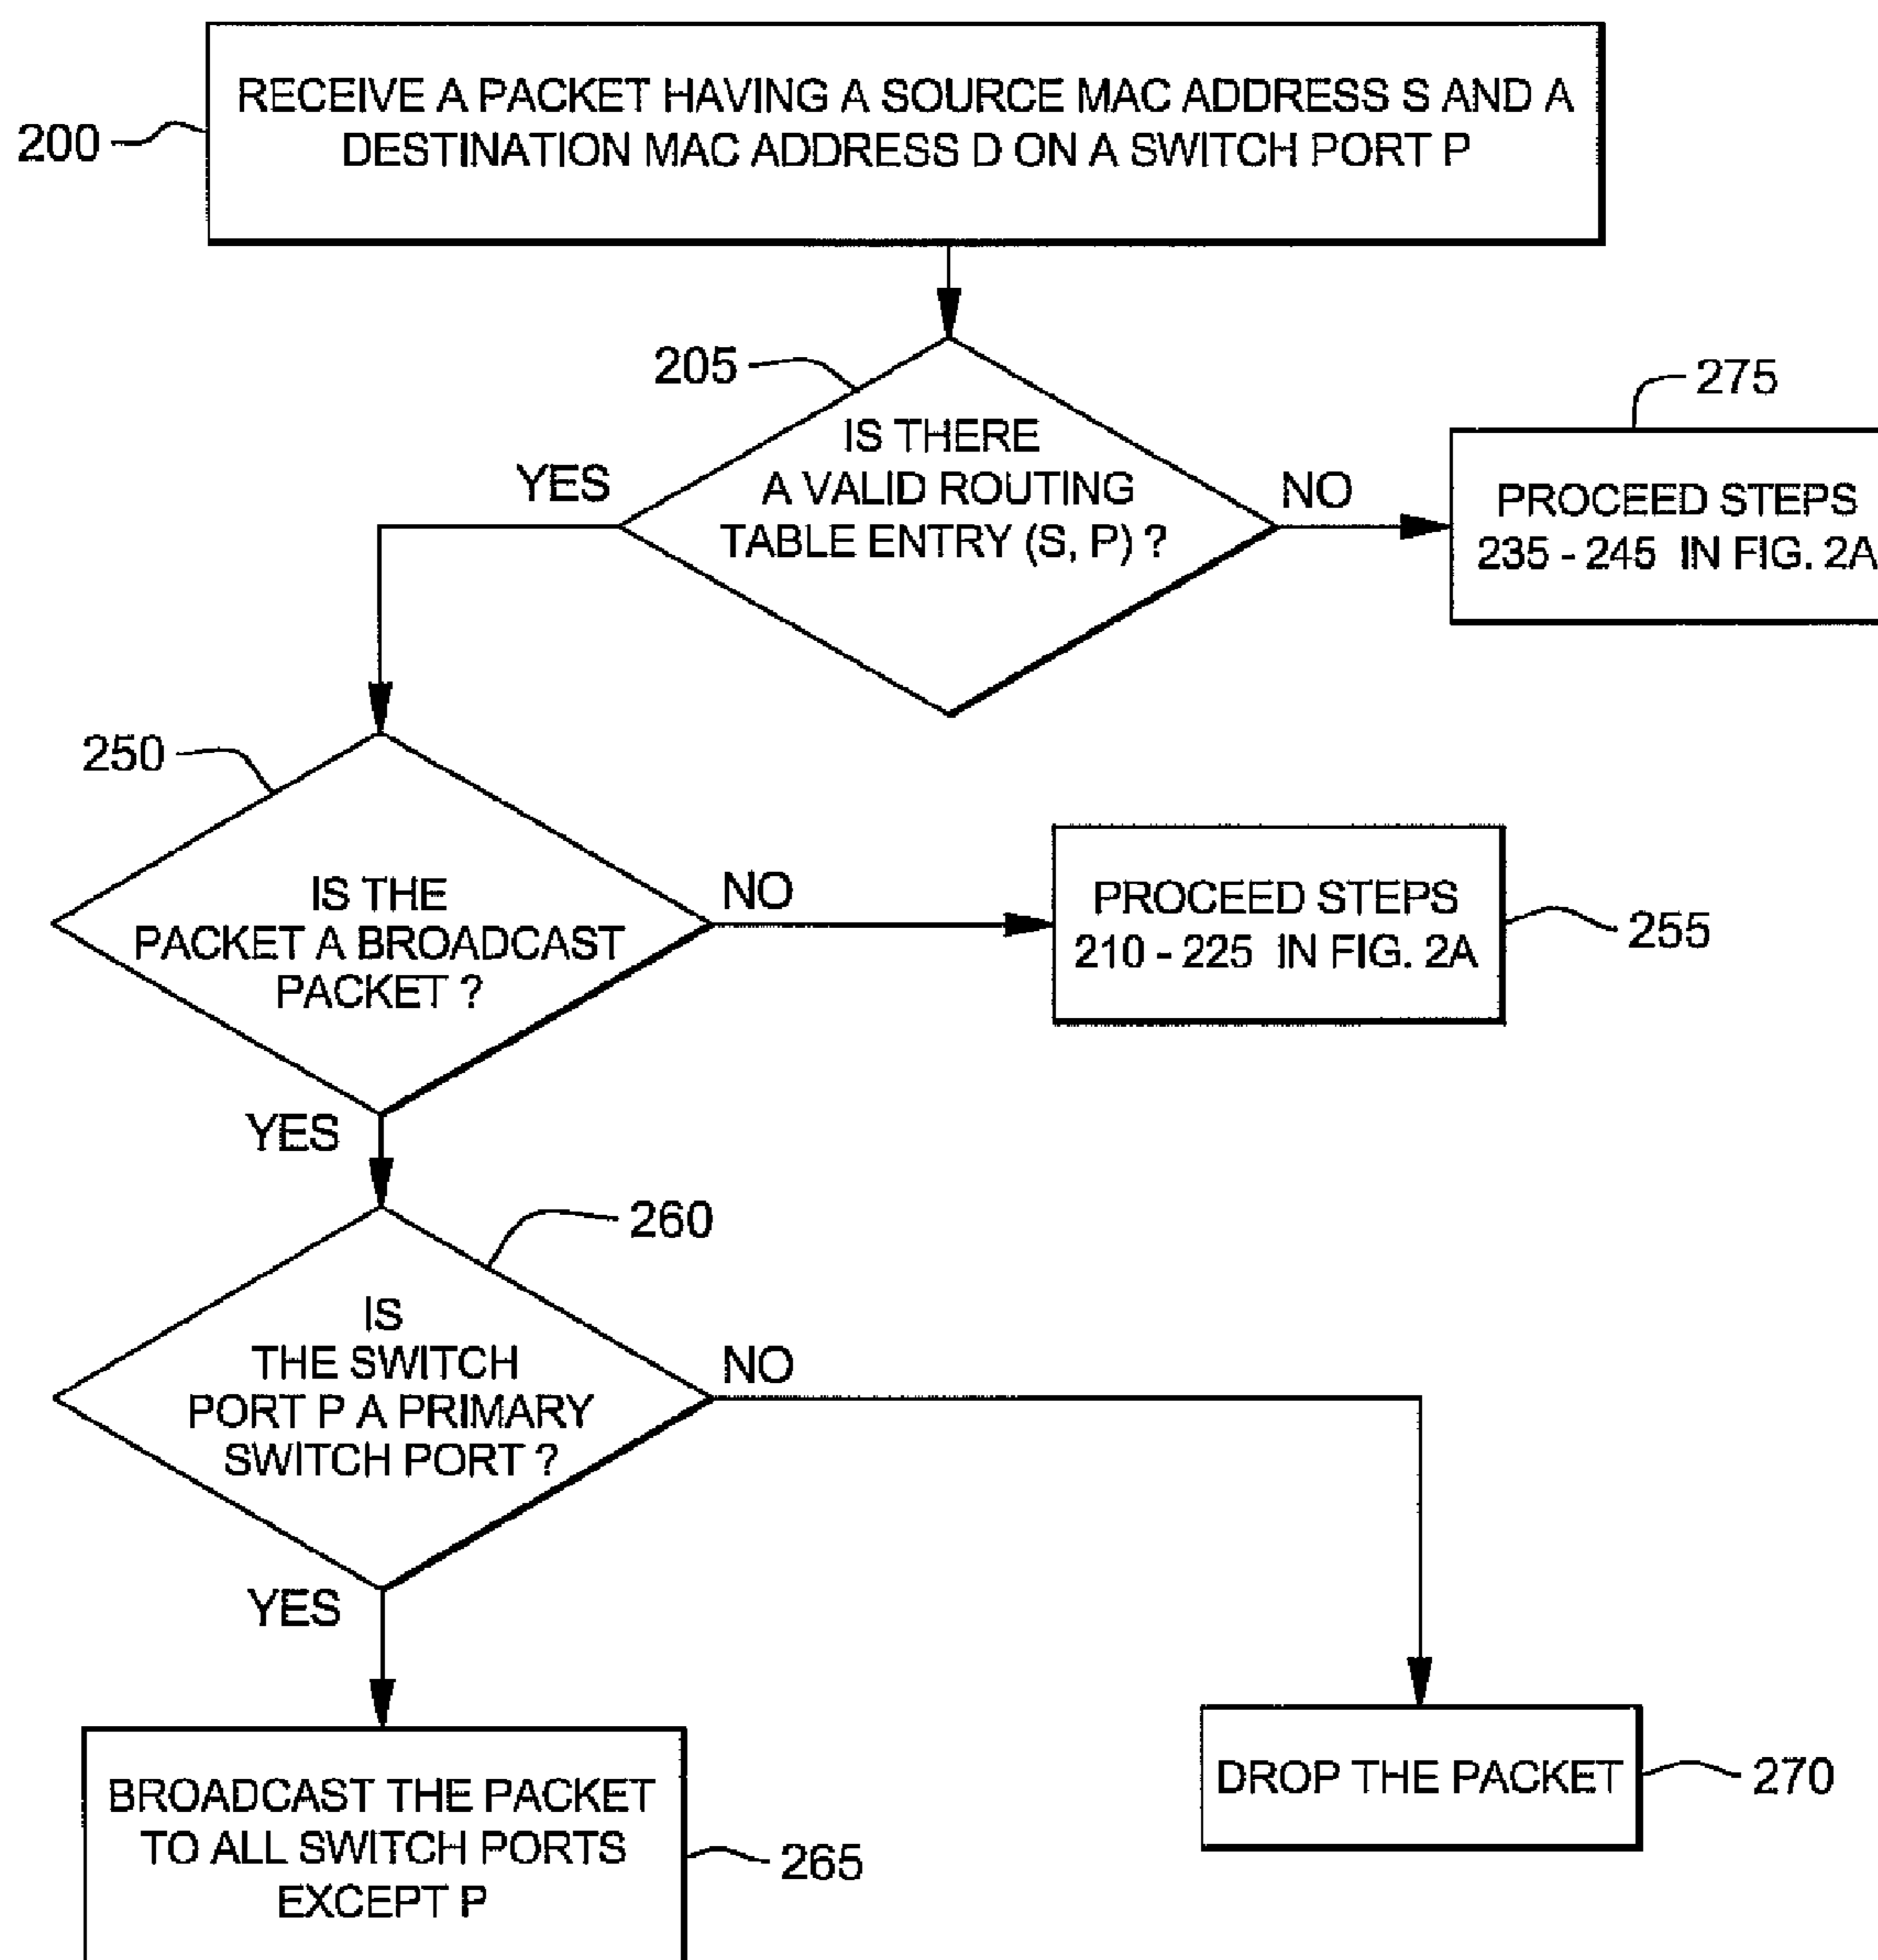 RECEIVE A PACKET HAVING A SOURCE MAC ADDRESS S AND A
DESTINATION MAC ADDRESS D ON A SWITCH PORT P
200
205
IS THERE
A VALID ROUTING
TABLE ENTRY (S, P) ?
YES
NO
275
PROCEED STEPS
235 - 245 IN FIG. 2A
250
IS THE
PACKET A BROADCAST
PACKET ?
NO
PROCEED STEPS
210 - 225 IN FIG. 2A
255
YES
260
IS
THE SWITCH
PORT P A PRIMARY
SWITCH PORT ?
NO
YES
BROADCAST THE PACKET
TO ALL SWITCH PORTS
EXCEPT P
265
DROP THE PACKET
270